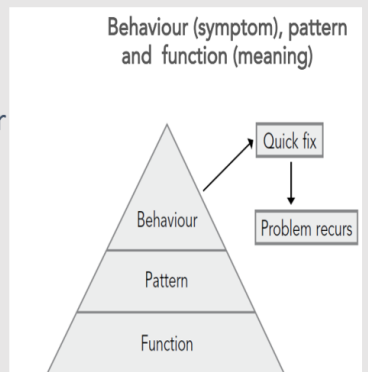 Behaviour (symptom), pattern
and function (meaning)
r
Quick fix
Behaviour
Problem recurs
Pattern
Function